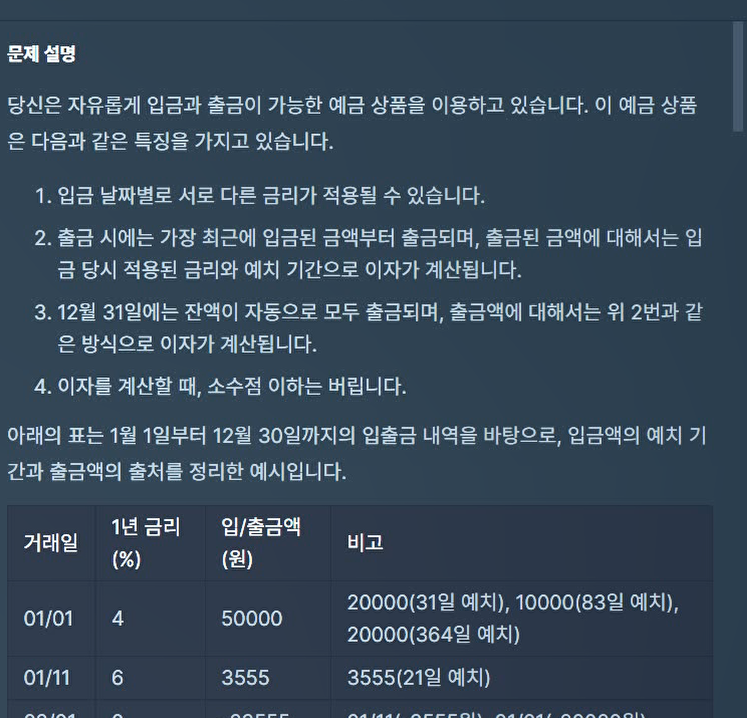 문제 설명
당신은 자유롭게 입금과 출금이 가능한 예금 상품을 이용하고 있습니다. 이 예금 상품
은 다음과 같은 특징을 가지고 있습니다.
1. 입금 날짜별로 서로 다른 금리가 적용될 수 있습니다.
2. 출금 시에는 가장 최근에 입금된 금액부터 출금되며, 출금된 금액에 대해서는 입
금 당시 적용된 금리와 예치 기간으로 이자가 계산됩니다.
3. 12월 31일에는 잔액이 자동으로 모두 출금되며, 출금액에 대해서는 위 2번과 같
은 방식으로 이자가 계산됩니다.
4. 이자를 계산할 때, 소수점 이하는 버립니다.
아래의 표는 1월 1일부터 12월 30일까지의 입출금 내역을 바탕으로, 입금액의 예치 기
간과 출금액의 출처를 정리한 예시입니다.
거래일 1년 금리 (%) 입/출금액 (원) 비고
01/01 4 50000 20000(31일 예치), 10000(83일 예치),
20000(364일 예치)
01/11 6 3555 3555(21일 예치)